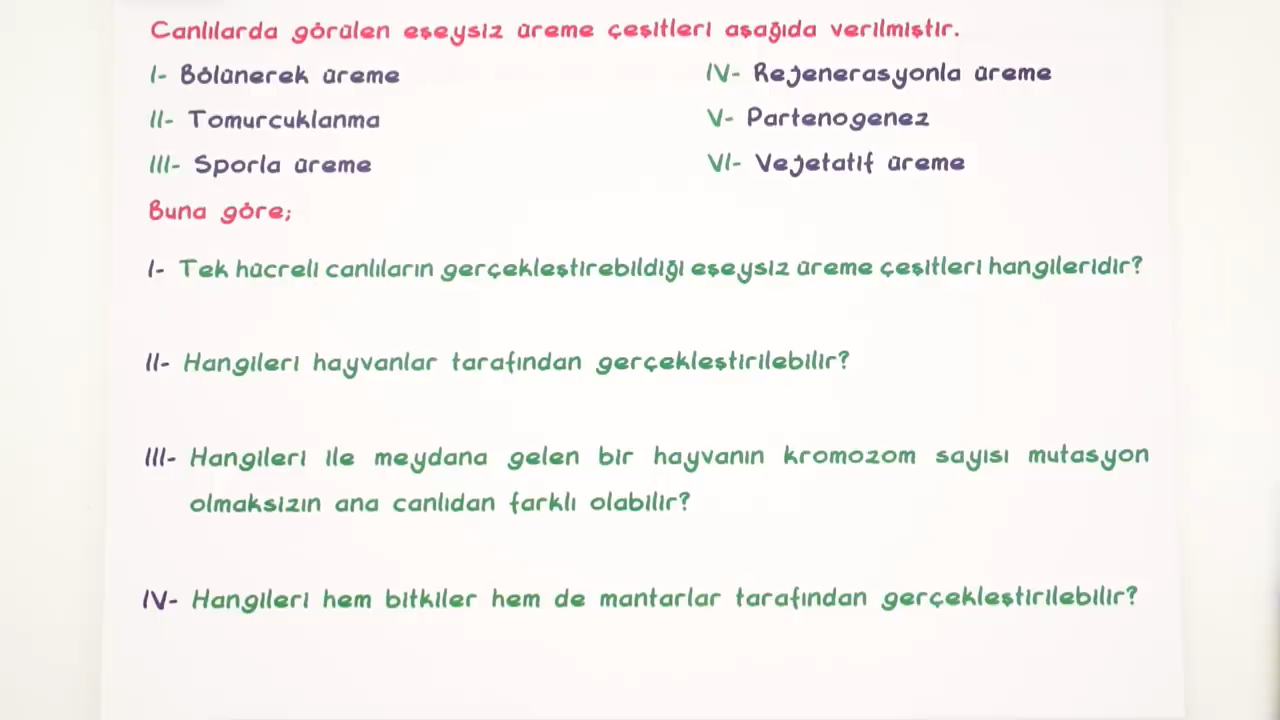 Canlılarda görülen eşeysiz üreme çeşitleri aşağıda verilmiştir.
I- Bölünerek üreme
IV- Rejenerasyonla üreme
II- Tomurcuklanma
V- Partenogenez
III- Sporla üreme
VI- Vejetatif üreme
Buna göre;
I- Tek hücreli canlıların gerçekleştirebildiği eşeysiz üreme çeşitleri hangileridir?
II- Hangileri hayvanlar tarafından gerçekleştirilebilir?
III- Hangileri ile meydana gelen bir hayvanın kromozom sayısı mutasyon
olmaksızın ana canlıdan farklı olabilir?
IV- Hangileri hem bitkiler hem de mantarlar tarafından gerçekleştirilebilir?